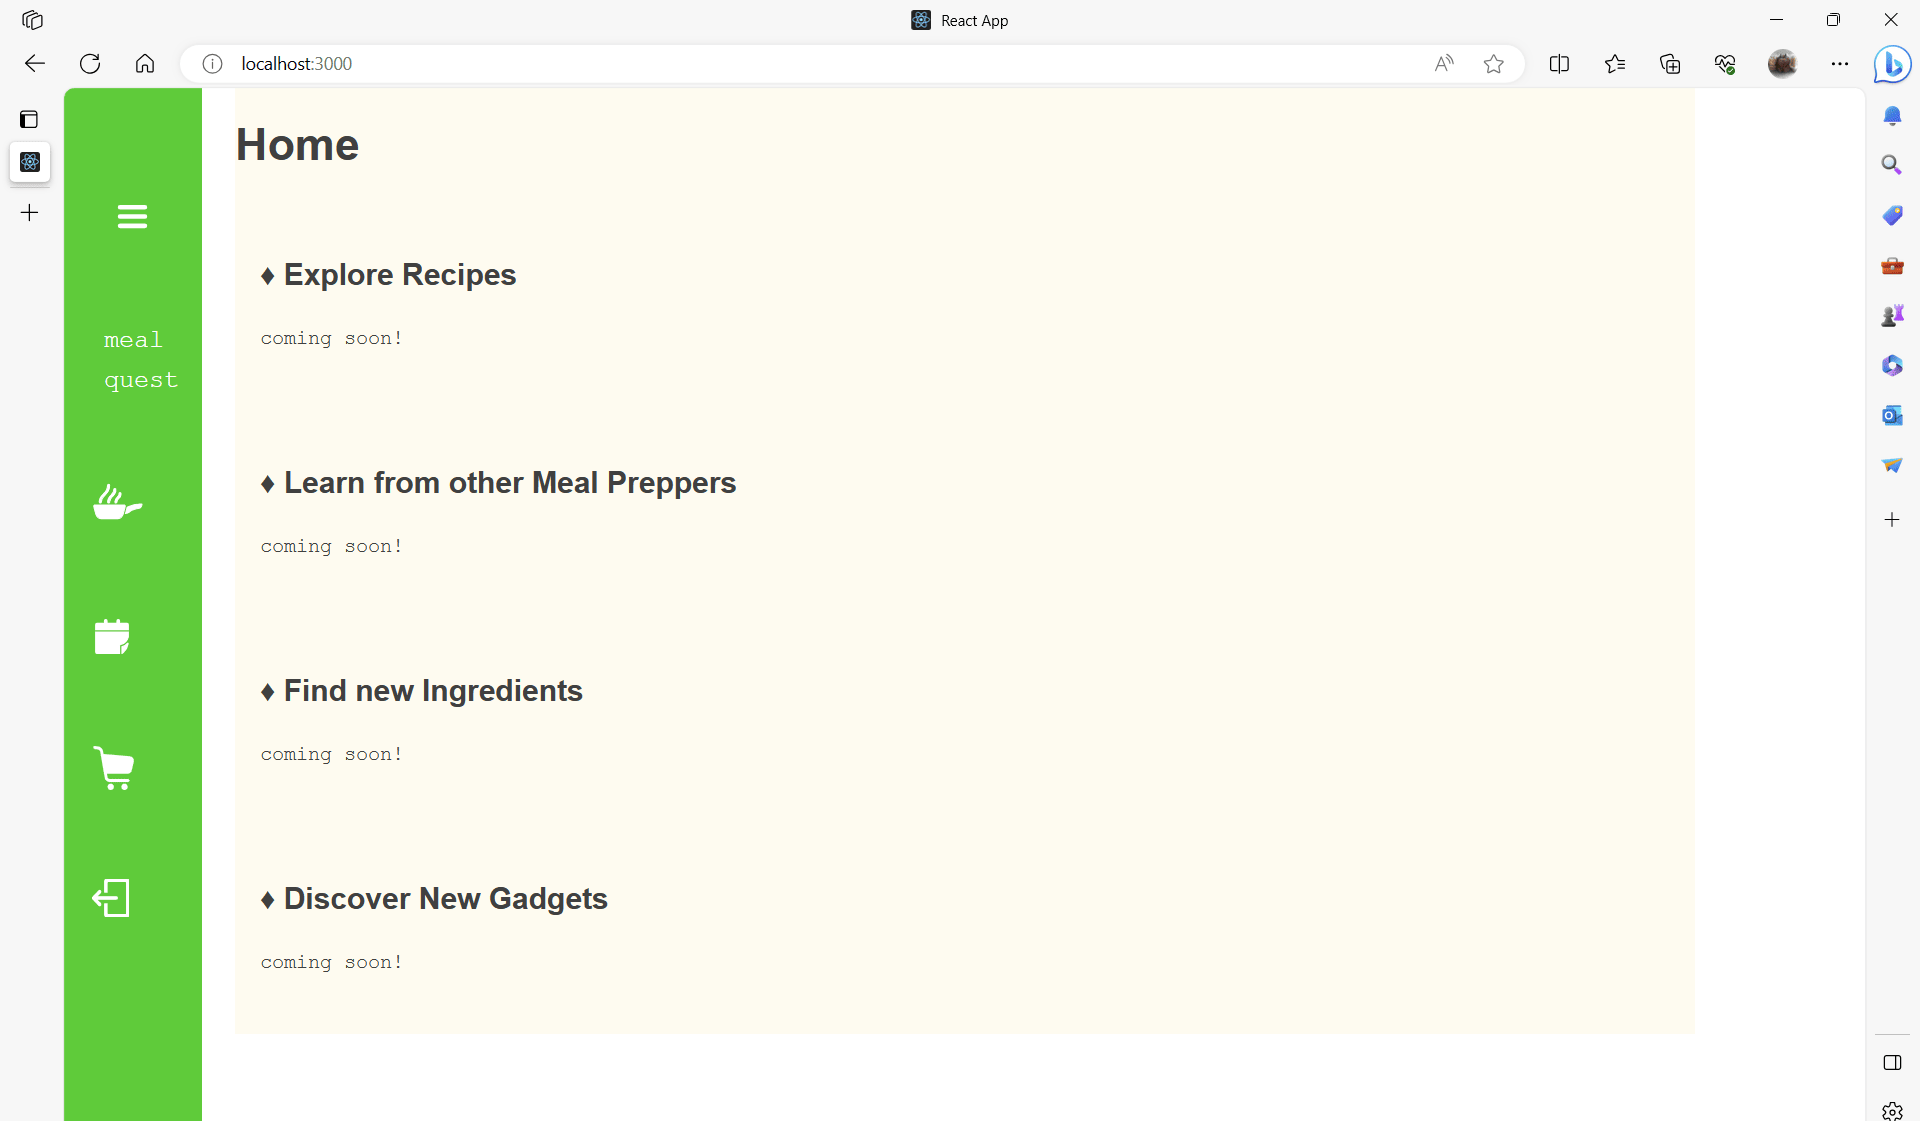 React App
localhost:3000
Home
meal
quest
♦ Explore Recipes
coming soon!
♦ Learn from other Meal Preppers
coming soon!
♦ Find new Ingredients
coming soon!
♦ Discover New Gadgets
coming soon!